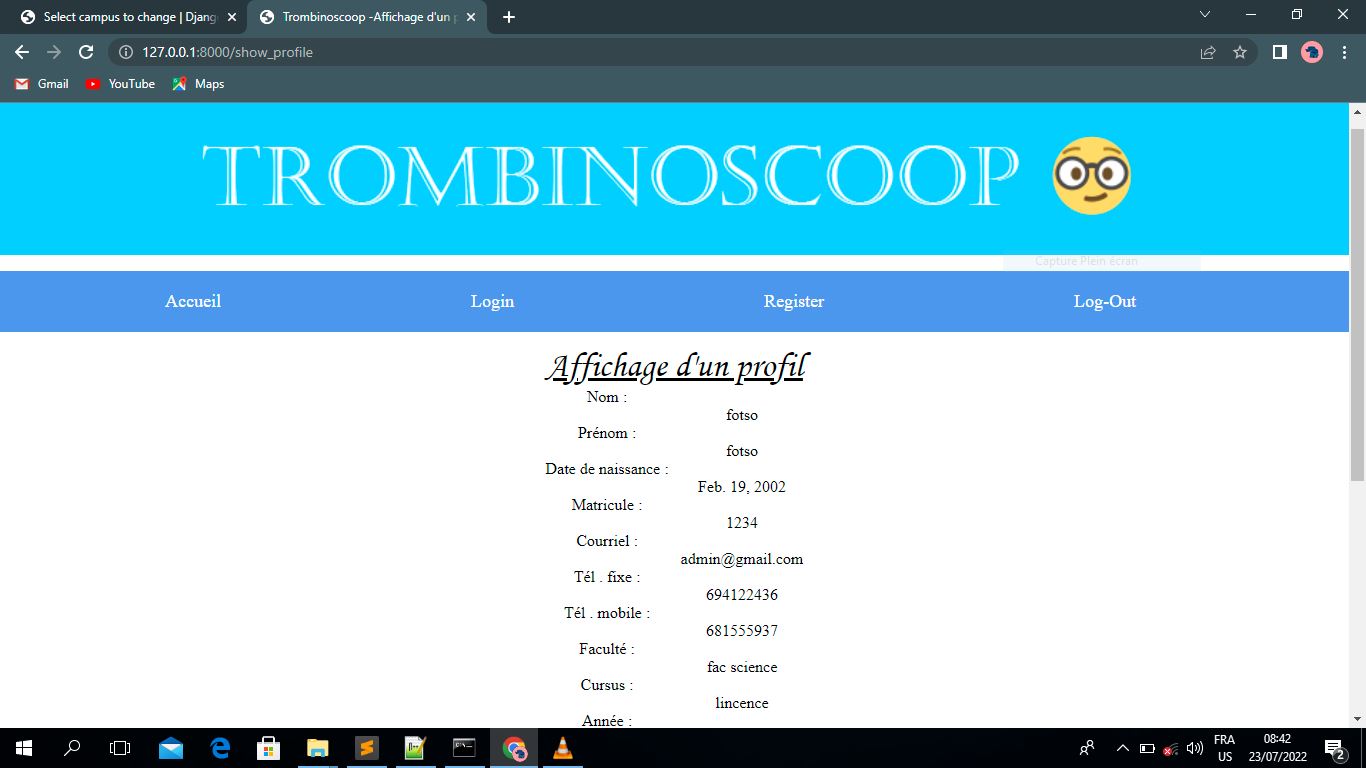 Select campus to change | Djang
Trombinoscoop -Affichage d'un p
127.0.0.1:8000/show_profile
Gmail YouTube Maps
TROMBINOSCOOP
Capture Plein écran
Accueil Login Register Log-Out
Affichage d'un profil
Nom :
fotso
Prénom :
fotso
Date de naissance :
Feb. 19, 2002
Matricule :
1234
Courriel :
admin@gmail.com
Tél . fixe :
694122436
Tél . mobile :
681555937
Faculté :
fac science
Cursus :
lincence
Année :
FRA
US
08:42
23/07/2022
2